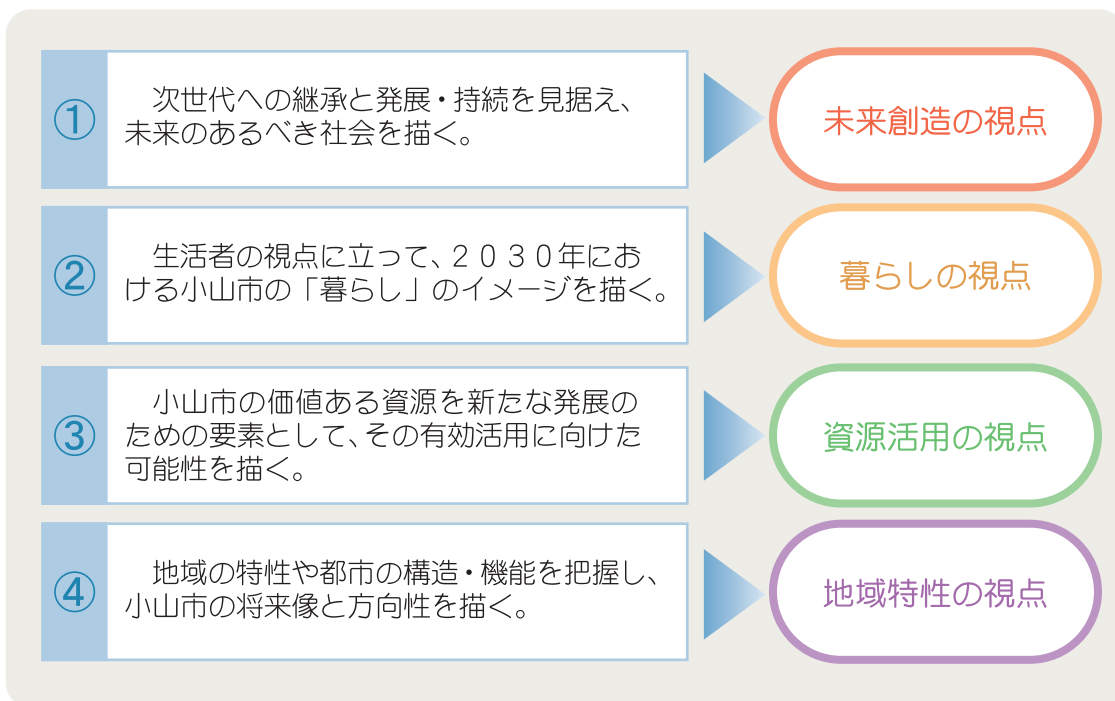 ①
次世代への継承と発展・持続を見据え、
未来のあるべき社会を描く。
未来創造の視点
②
生活者の視点に立って、２０３０年にお
ける小山市の「暮らし」のイメージを描く。
暮らしの視点
③
小山市の価値ある資源を新たな発展の
ための要素として、その有効活用に向けた
可能性を描く。
資源活用の視点
④
地域の特性や都市の構造・機能を把握し、
小山市の将来像と方向性を描く。
地域特性の視点